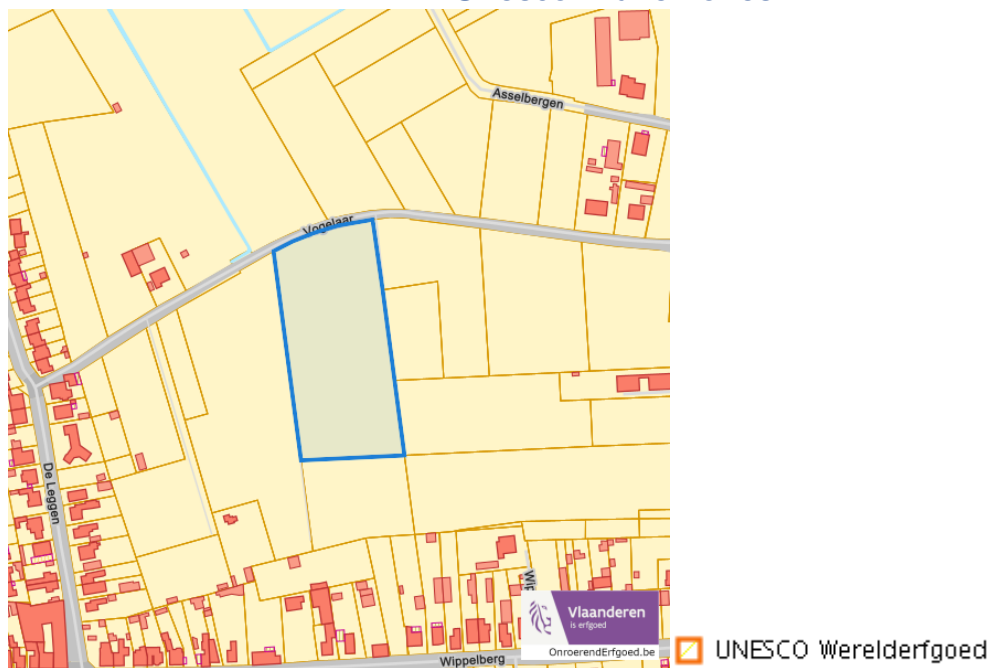 Asselbergen
Vogelaar
De Leggen
Vlaanderen
is erfgoed
OnroerendErfgoed.be
Wippelberg
UNESCO Werelderfgoed